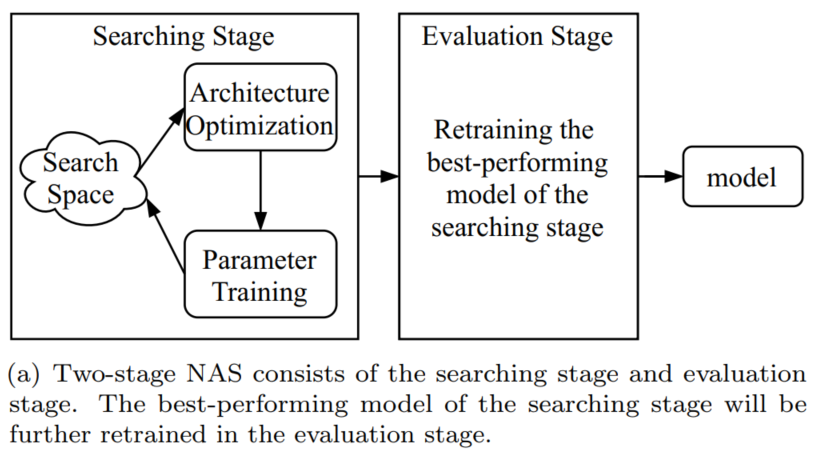 Searching Stage
Architecture
Optimization
Search
Space
Parameter
Training
Evaluation Stage
Retraining the
best-performing
model of the
searching stage
model
(a) Two-stage NAS consists of the searching stage and evaluation
stage. The best-performing model of the searching stage will be
further retrained in the evaluation stage.